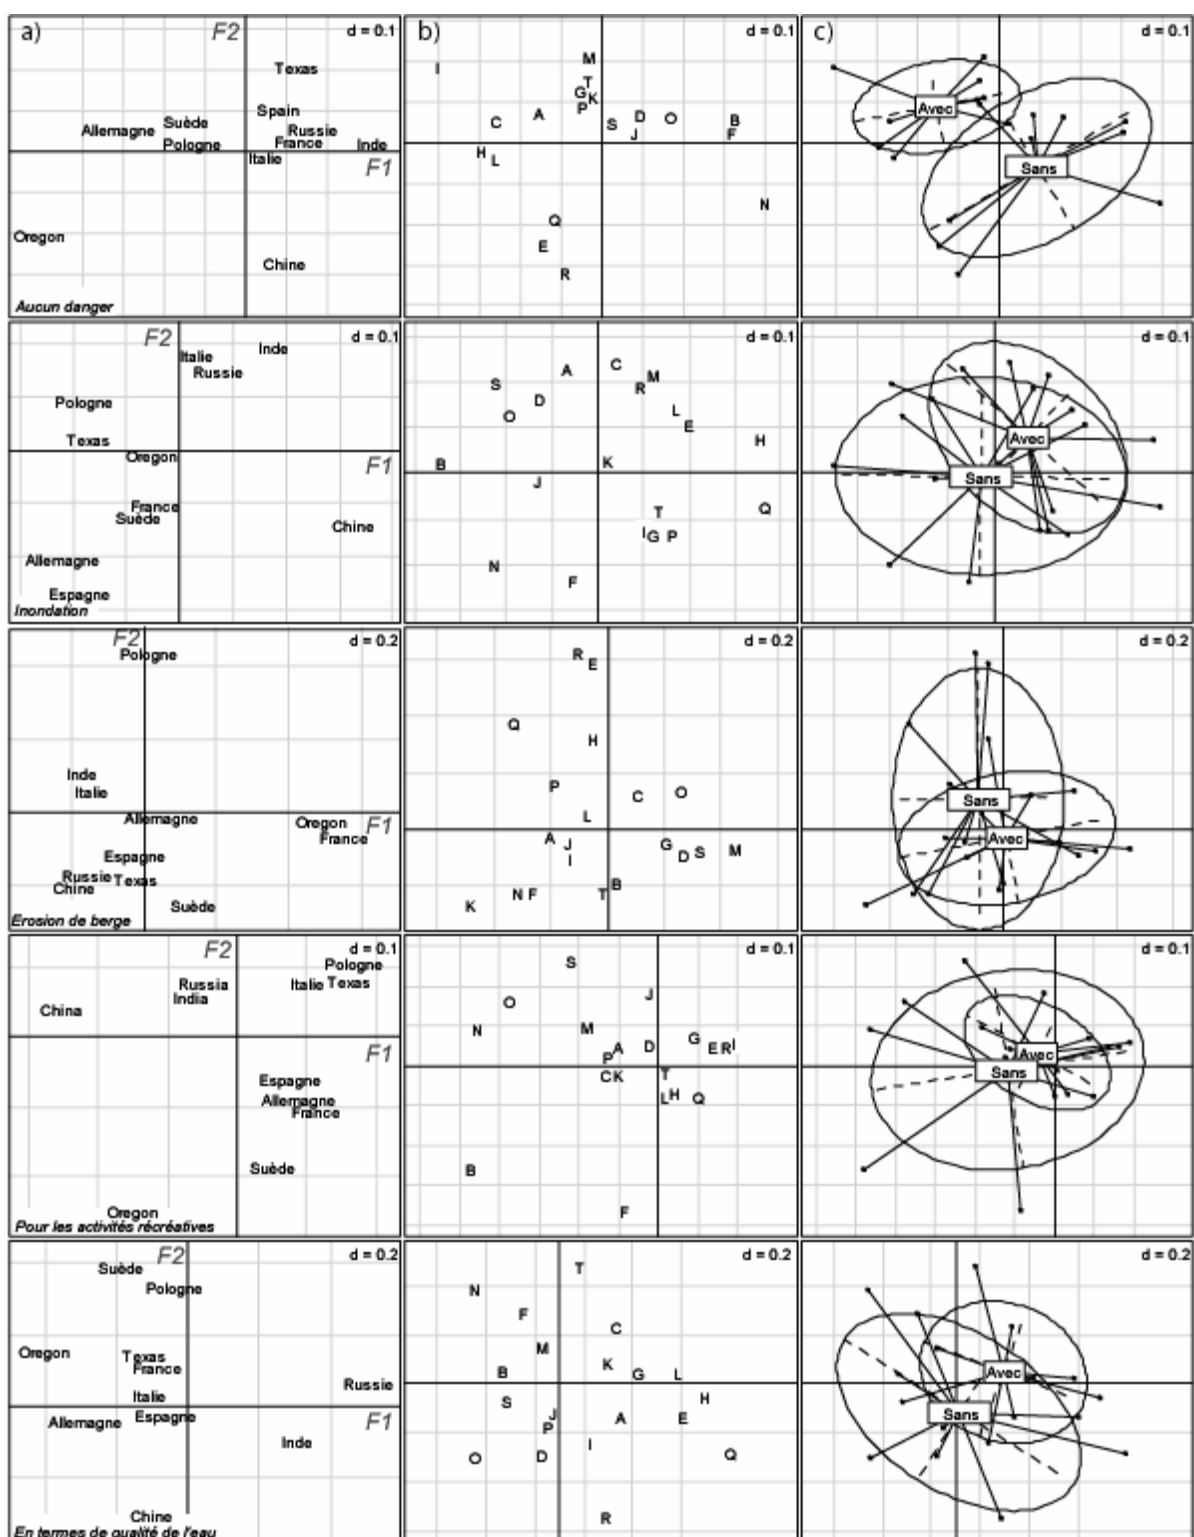 a) F2 d = 0.1
Texas
Spain
Allemagne Suède Russie
Pologne France Inde
Italie F1
Oregon
Chine
Aucun danger
b) d = 0.1
M
I
T
G K
P
A D O B
C S
J F
H L
N
Q
E
R
c) d = 0.1
Avec
Sans
F2 d = 0.1
Italie Inde
Russie
Pologne
Texas
Oregon F1
France
Suède Chine
Allemagne
Espagne
Inondation
d = 0.1
C
A M
S R
D L
O E
H
B K
J
T Q
I G P
N
F
d = 0.1
Avec
Sans
F2 d = 0.2
Pologne
Inde
Italie
Allemagne Oregon F1
France
Espagne
Russie Texas
Chine
Suède
Erosion de berge
d = 0.2
R E
Q
H
P C O
L
A J G D S M
I
B
N F T
K
d = 0.2
Sans
Avec
F2 d = 0.1
Pologne
Russia Italie Texas
India
China
F1
Espagne
Allemagne
France
Suède
Oregon
Pour les activités récréatives
d = 0.1
S
O J
N M
G
P A D E R I
C K T
L H Q
B
F
d = 0.1
Avec
Sans
F2 d = 0.2
Suède
Pologne
Oregon Texas
France
Russie
Italie
Allemagne Espagne F1
Inde
Chine
En termes de qualité de l'eau
d = 0.2
T
N
F
C
M
K
B G L
S H
J A E
P
I
O D Q
R
d = 0.2
Avec
Sans